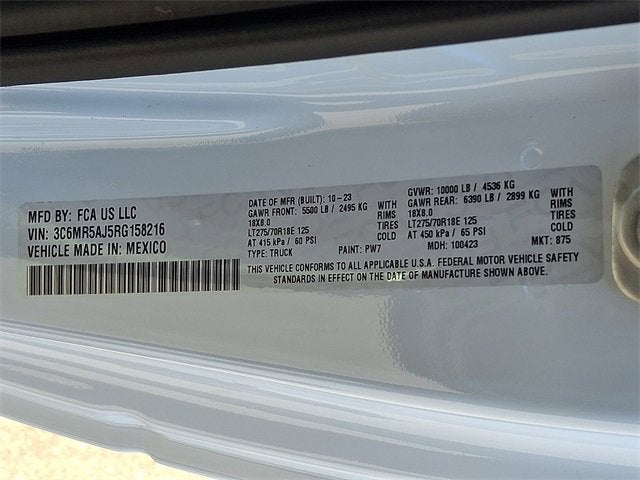 MFD BY: FCA US LLC
VIN: 3C6MR5AJ5RG158216
VEHICLE MADE IN: MEXICO
DATE OF MFR (BUILT): 10-23
GAWR FRONT: 5500 LB / 2495 KG WITH
18X8.0 RIMS
LT275/70R18E 125 TIRES
AT 415 kPa / 60 PSI COLD
TYPE: TRUCK PAINT: PW7
GVWR: 10000 LB / 4536 KG
GAWR REAR: 6390 LB / 2899 KG WITH
18X8.0 RIMS
LT275/70R18E 125 TIRES
AT 450 kPa / 65 PSI COLD
MDH: 100423 MKT: 875
THIS VEHICLE CONFORMS TO ALL APPLICABLE U.S.A. FEDERAL MOTOR VEHICLE SAFETY
STANDARDS IN EFFECT ON THE DATE OF MANUFACTURE SHOWN ABOVE.